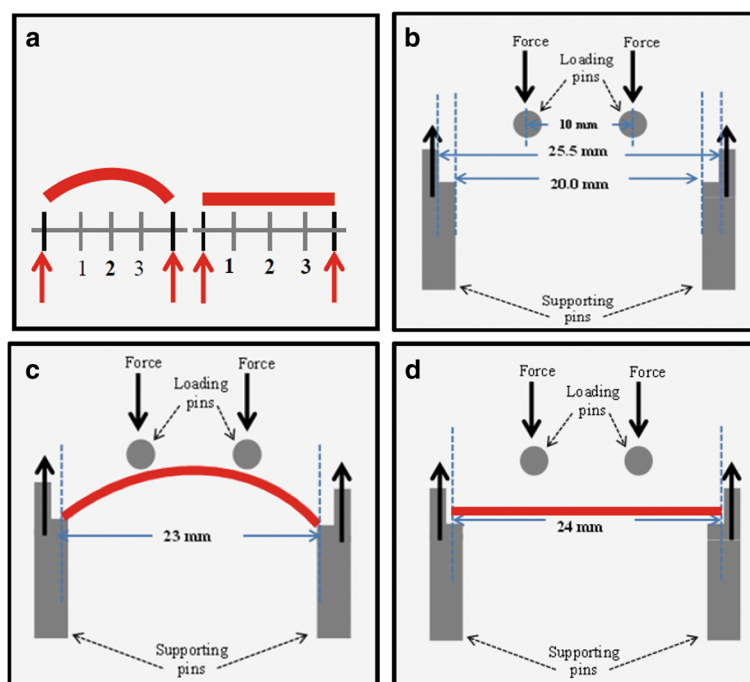 a
1 2 3 1 2 3
b
Force Force
Loading
pins
10 mm
25.5 mm
20.0 mm
Supporting
pins
c
Force Force
Loading
pins
23 mm
Supporting
pins
d
Force Force
Loading
pins
24 mm
Supporting
pins